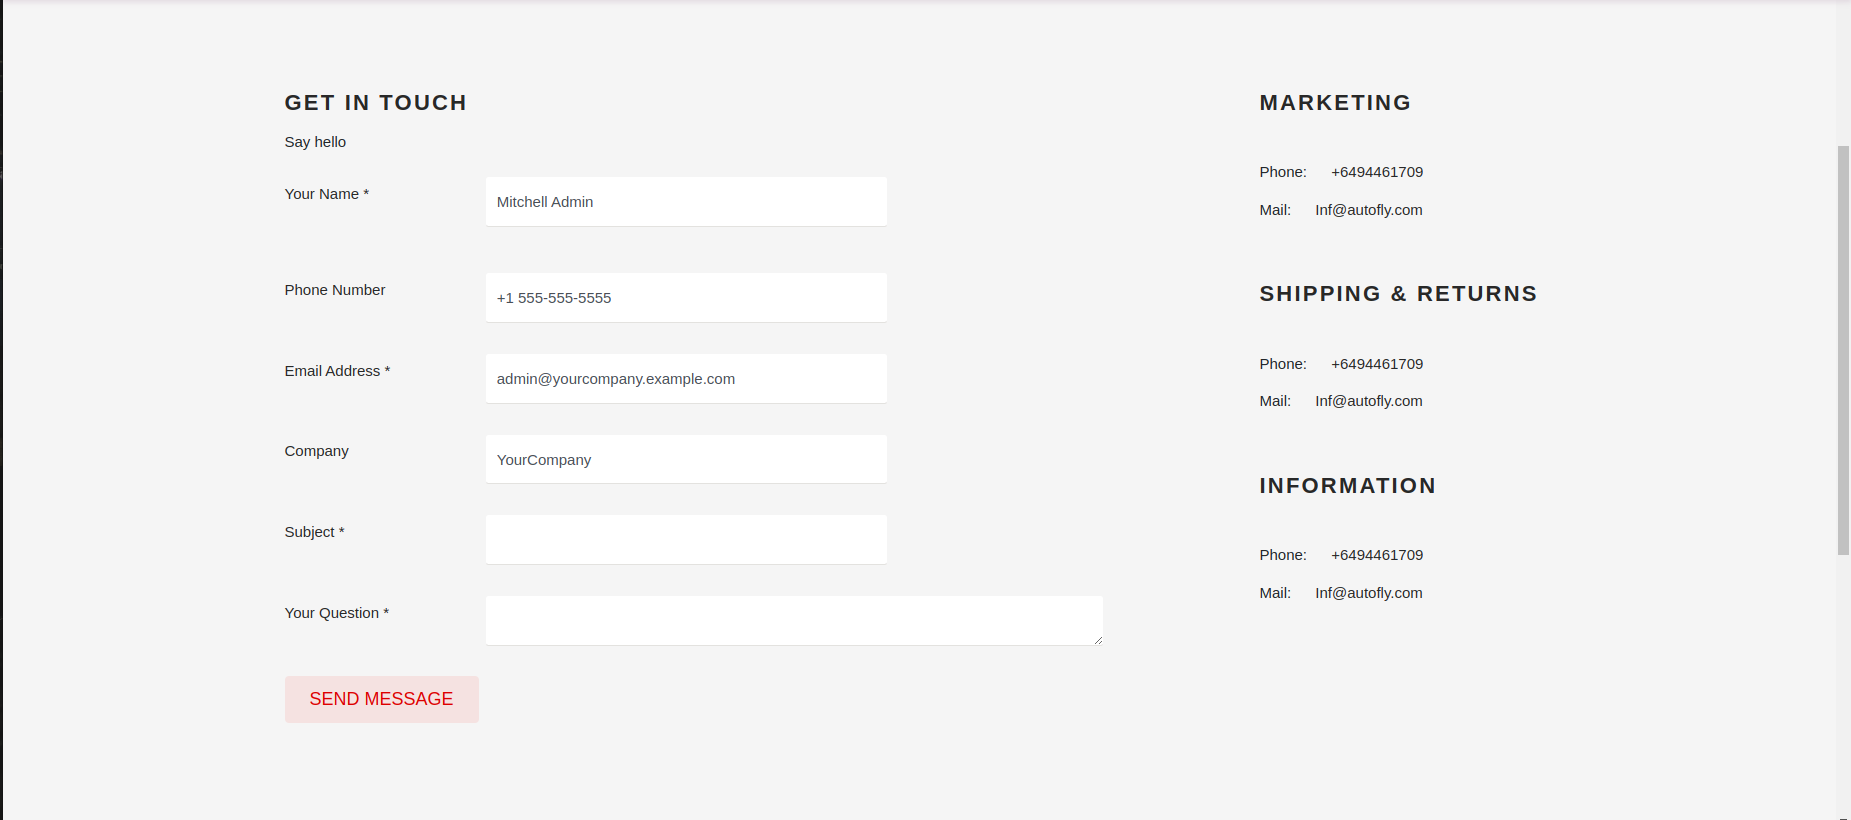 GET IN TOUCH
Say hello
Your Name *
Mitchell Admin
Phone Number
+1 555-555-5555
Email Address *
admin@yourcompany.example.com
Company
YourCompany
Subject *
Your Question *
SEND MESSAGE
MARKETING
Phone: +6494461709
Mail: Inf@autofly.com
SHIPPING & RETURNS
Phone: +6494461709
Mail: Inf@autofly.com
INFORMATION
Phone: +6494461709
Mail: Inf@autofly.com